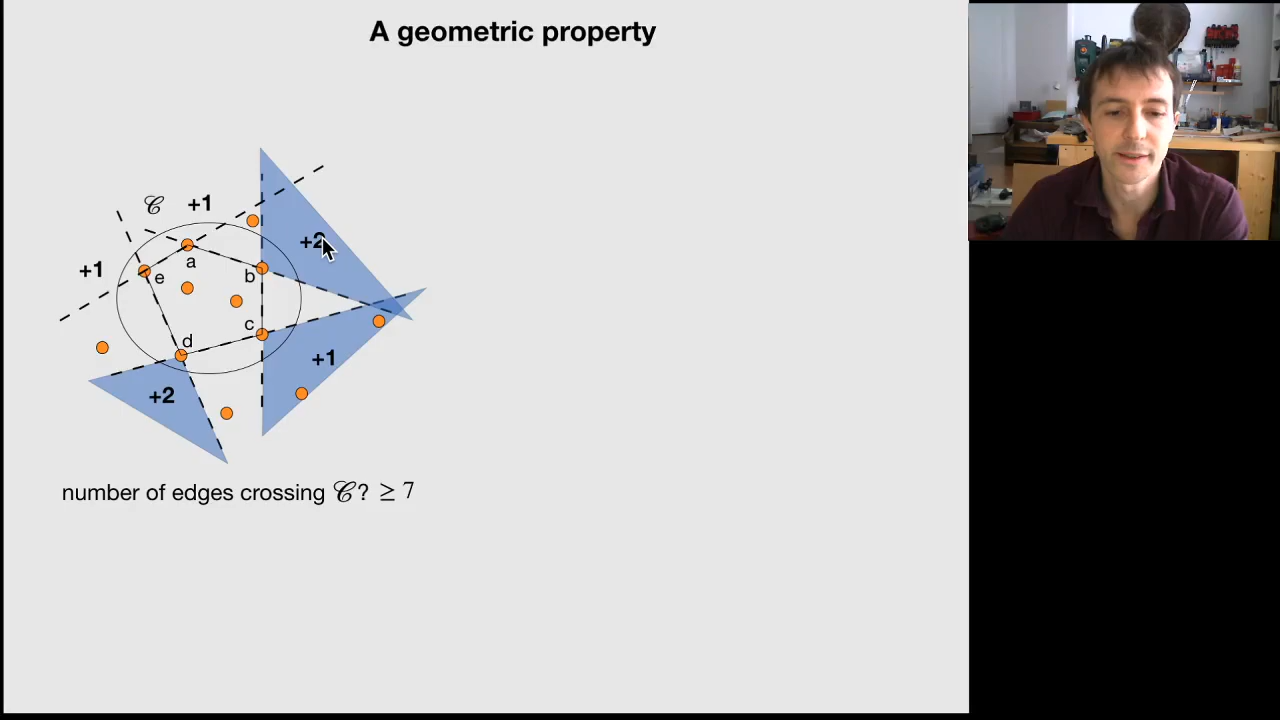 A geometric property
𝒞 +1
+1
+2
a
e
b
c
d
+1
+2
number of edges crossing 𝒞? ≥ 7